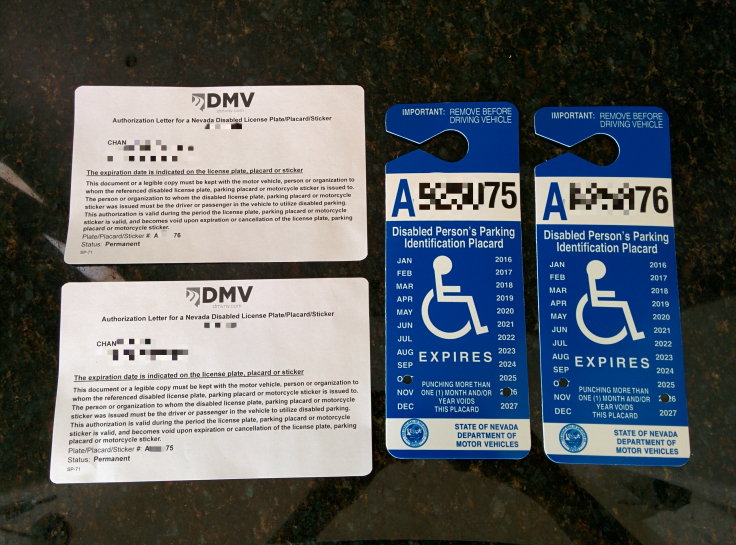 DMV
Authorization Letter for a Nevada Disabled License Plate/Placard/Sticker
CHAN
The expiration date is indicated on the license plate, placard or sticker
This document or a legible copy must be kept with the motor vehicle, person or organization to
whom the referenced disabled license plate, parking placard or motorcycle sticker is issued to.
The person or organization to whom the disabled license plate, parking placard or motorcycle
sticker was issued must be the driver or passenger in the vehicle to utilize disabled parking.
This authorization is valid during the period the license plate, parking placard or motorcycle
sticker is valid, and becomes void upon expiration or cancellation of the license plate, parking
placard or motorcycle sticker.
Plate/Placard/Sticker #: A 76
Status: Permanent
SP-71
DMV
Authorization Letter for a Nevada Disabled License Plate/Placard/Sticker
CHAN
The expiration date is indicated on the license plate, placard or sticker
This document or a legible copy must be kept with the motor vehicle, person or organization to
whom the referenced disabled license plate, parking placard or motorcycle sticker is issued to.
The person or organization to whom the disabled license plate, parking placard or motorcycle
sticker was issued must be the driver or passenger in the vehicle to utilize disabled parking.
This authorization is valid during the period the license plate, parking placard or motorcycle
sticker is valid, and becomes void upon expiration or cancellation of the license plate, parking
placard or motorcycle sticker.
Plate/Placard/Sticker #: A 75
Status: Permanent
SP-71
IMPORTANT: REMOVE BEFORE
DRIVING VEHICLE
A 75
Disabled Person's Parking
Identification Placard
JAN 2016
FEB 2017
MAR 2018
APR 2019
MAY 2020
JUN 2021
JUL 2022
AUG 2023
EXPIRES
SEP 2024
2025
PUNCHING MORE THAN
NOV ONE (1) MONTH AND/OR
YEAR VOIDS
DEC THIS PLACARD 2027
STATE OF NEVADA
DEPARTMENT OF
MOTOR VEHICLES
IMPORTANT: REMOVE BEFORE
DRIVING VEHICLE
A 76
Disabled Person's Parking
Identification Placard
JAN 2016
FEB 2017
MAR 2018
APR 2019
MAY 2020
JUN 2021
JUL 2022
AUG 2023
EXPIRES
SEP 2024
2025
PUNCHING MORE THAN
NOV ONE (1) MONTH AND/OR
YEAR VOIDS
DEC THIS PLACARD 2027
STATE OF NEVADA
DEPARTMENT OF
MOTOR VEHICLES